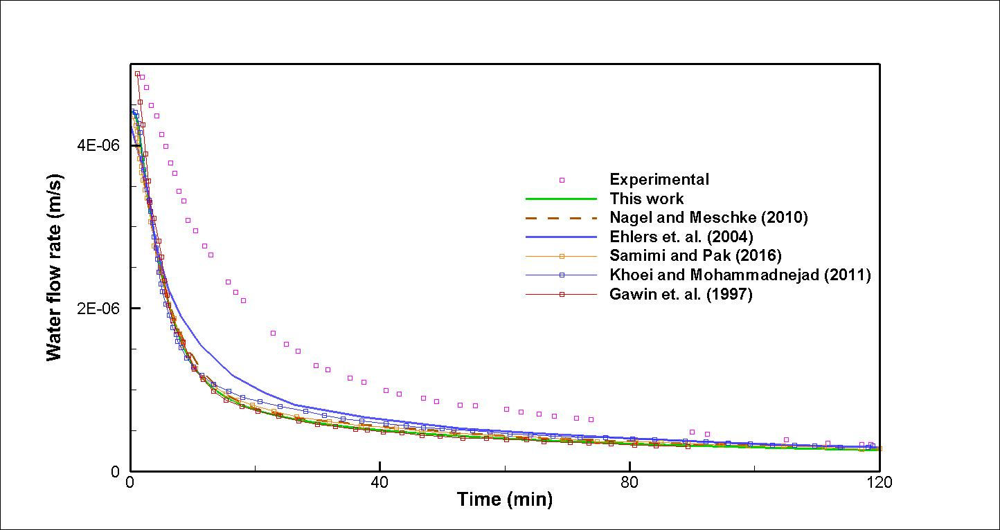 4E-06
2E-06
0
0
40
80
120
Water flow rate (m/s)
Time (min)
Experimental
This work
Nagel and Meschke (2010)
Ehlers et. al. (2004)
Samimi and Pak (2016)
Khoei and Mohammadnejad (2011)
Gawin et. al. (1997)